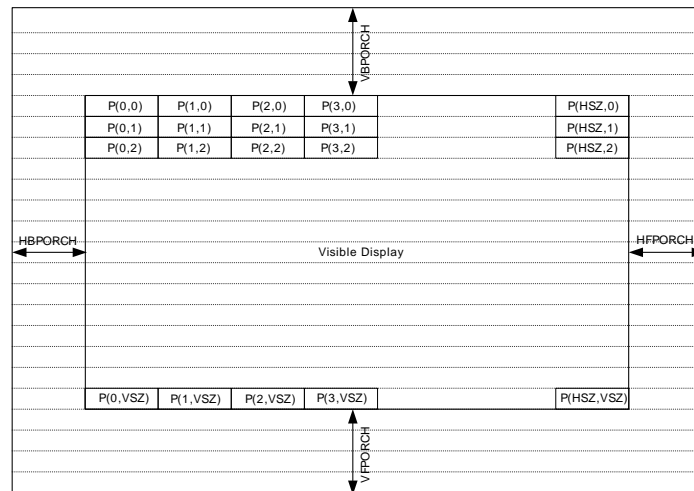 VBPORCH
P(0,0) P(1,0) P(2,0) P(3,0) P(HSZ,0)
P(0,1) P(1,1) P(2,1) P(3,1) P(HSZ,1)
P(0,2) P(1,2) P(2,2) P(3,2) P(HSZ,2)
HBPORCH HFPORCH
Visible Display
P(0,VSZ) P(1,VSZ) P(2,VSZ) P(3,VSZ) P(HSZ,VSZ)
VFPORCH